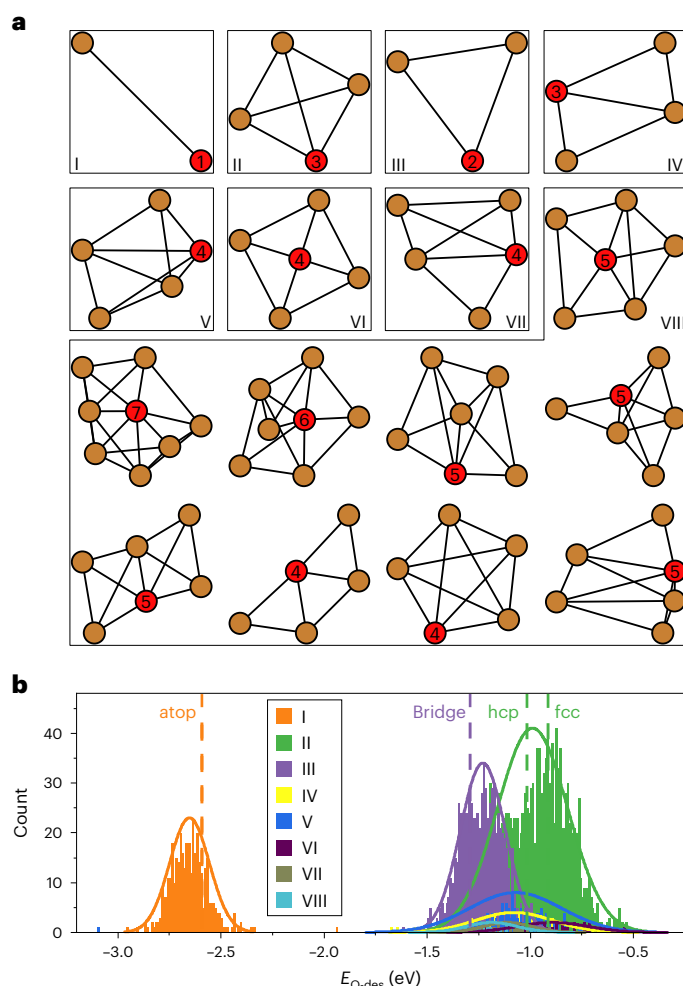 a
1
I
3
II
2
III
3
IV
4
V
4
VI
4
VII
5
VIII
7
6
5
5
5
4
4
5
b
atop
Bridge
hcp
fcc
I
II
III
IV
V
VI
VII
VIII
Count
40
30
20
10
0
–3.0
–2.5
–2.0
–1.5
–1.0
–0.5
E_O-des (eV)